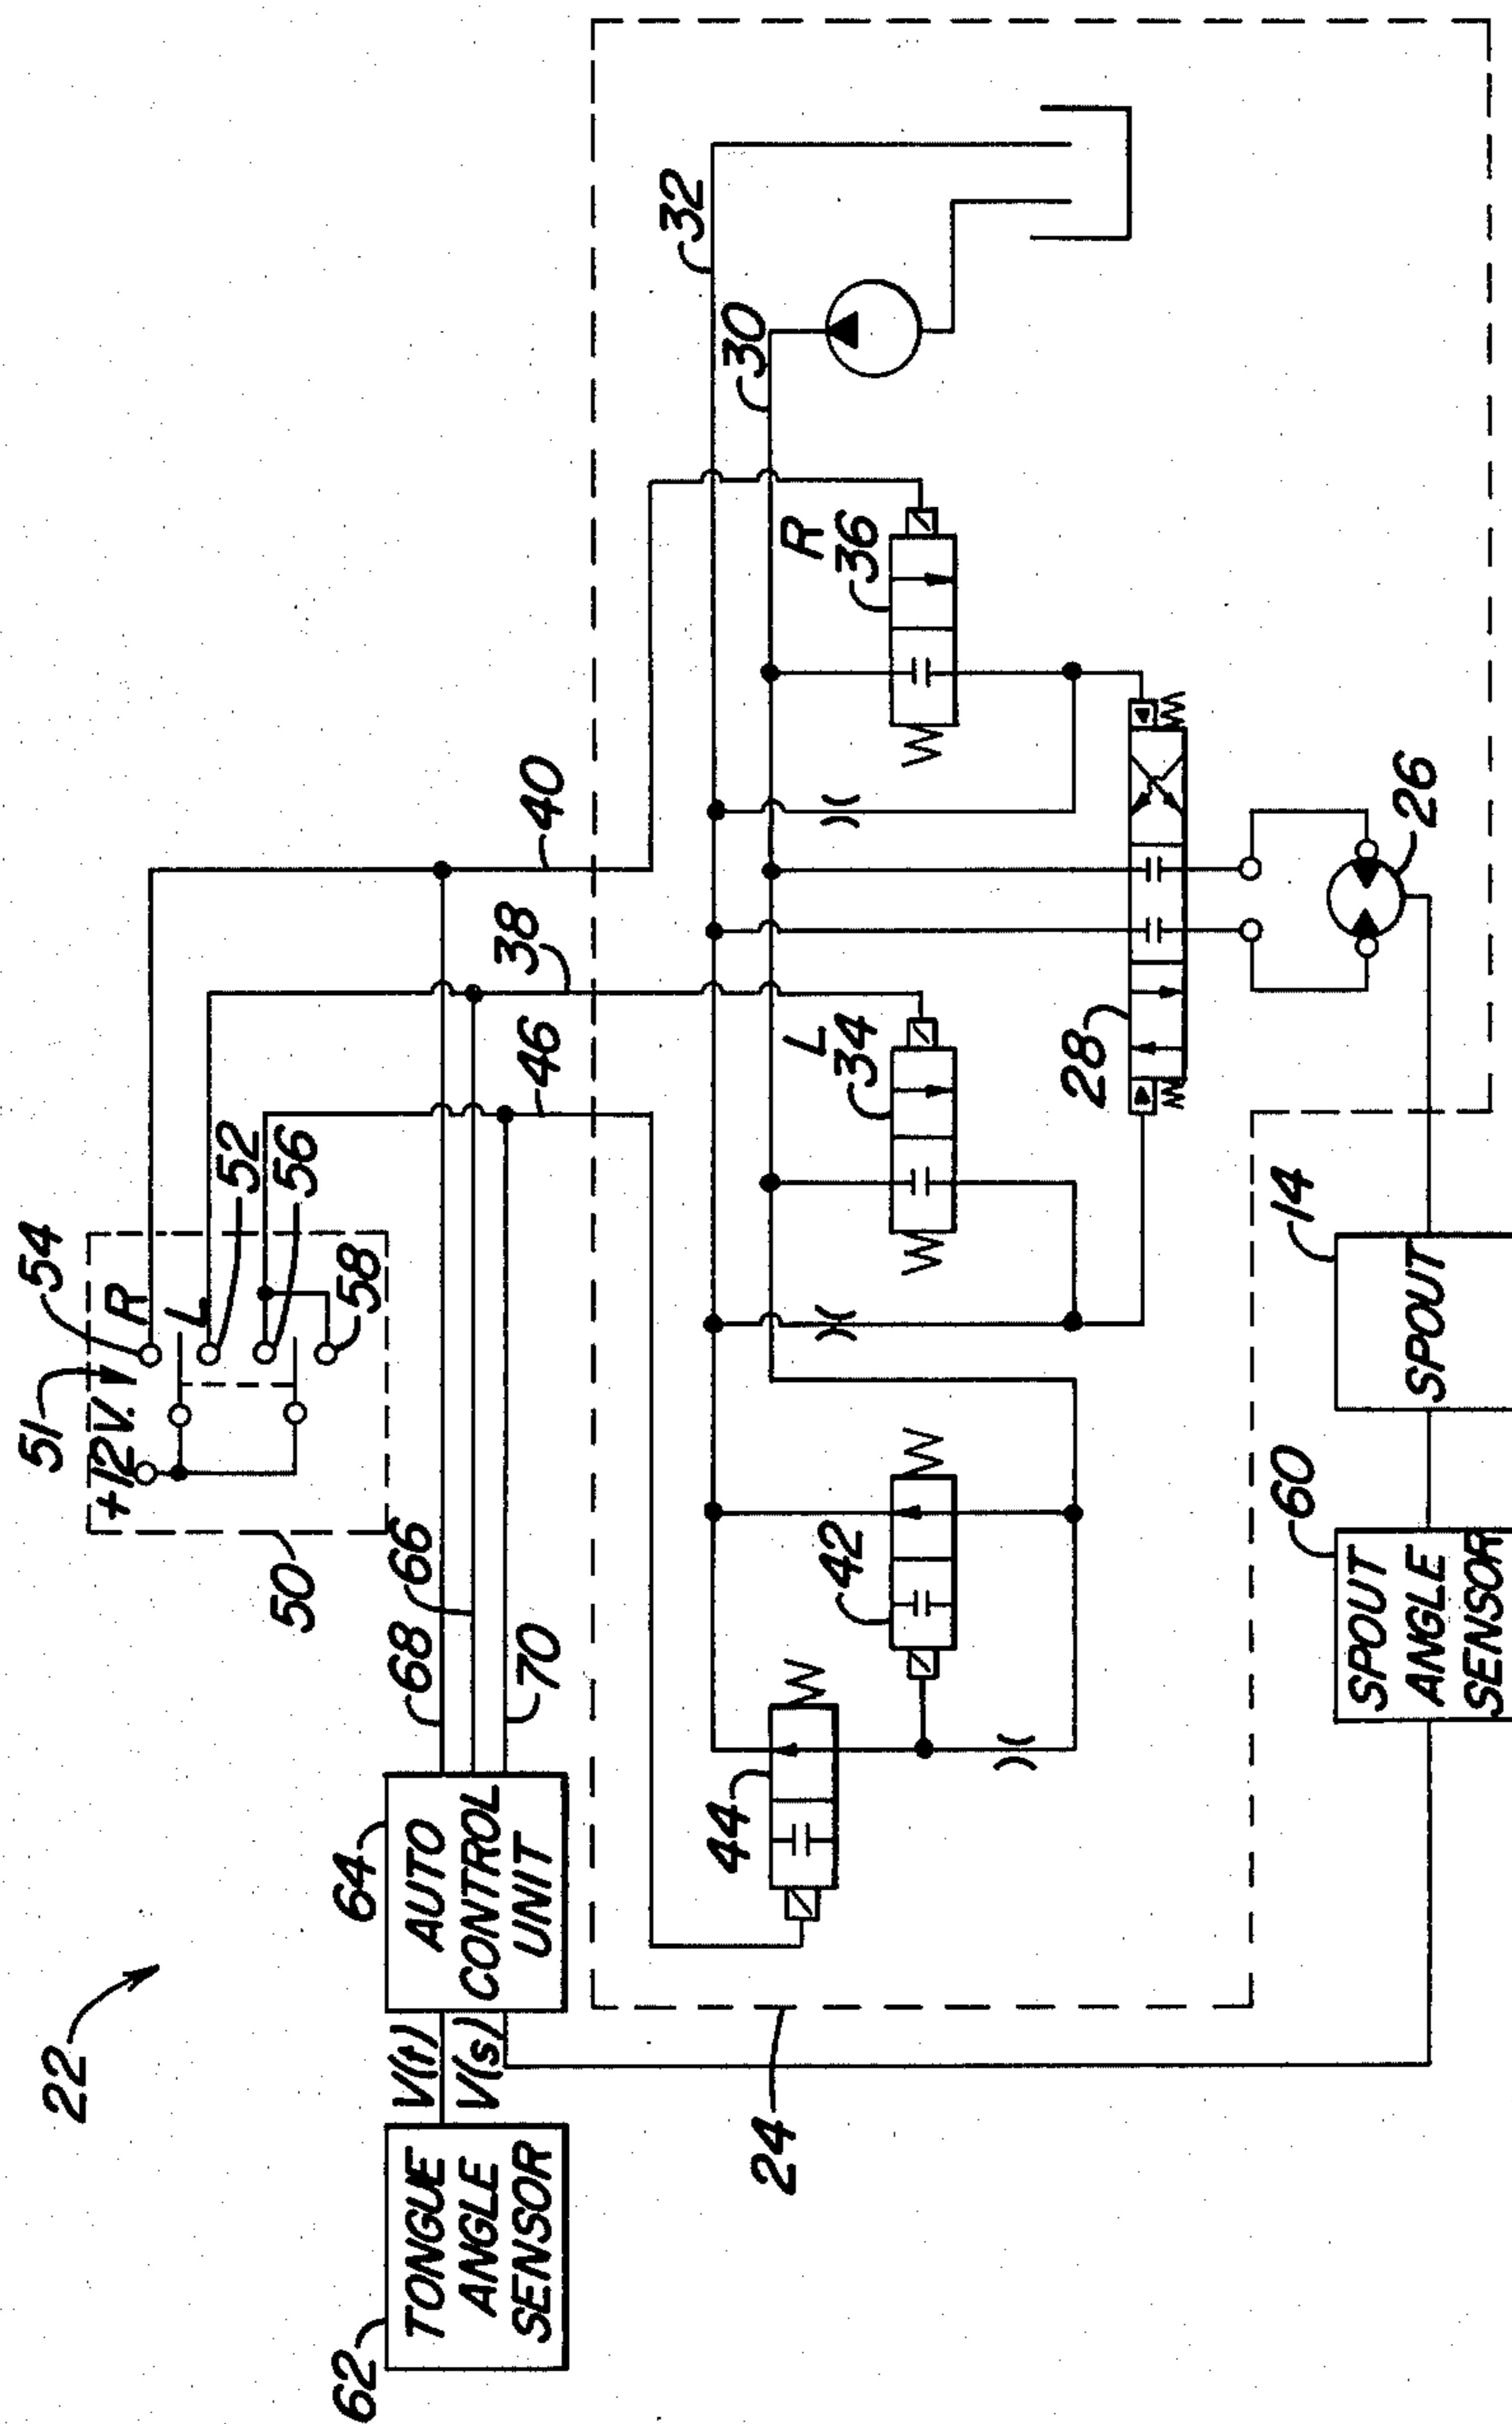 22
62
TONGUE
ANGLE
SENSOR
V(t)
V(s)
64
AUTO
CONTROL
UNIT
68
66
70
50
51
+12V.
54
R
L
52
56
58
46
38
40
24
44
42
L
34
R
36
30
32
28
26
60
SPOUT
ANGLE
SENSOR
14
SPOUT